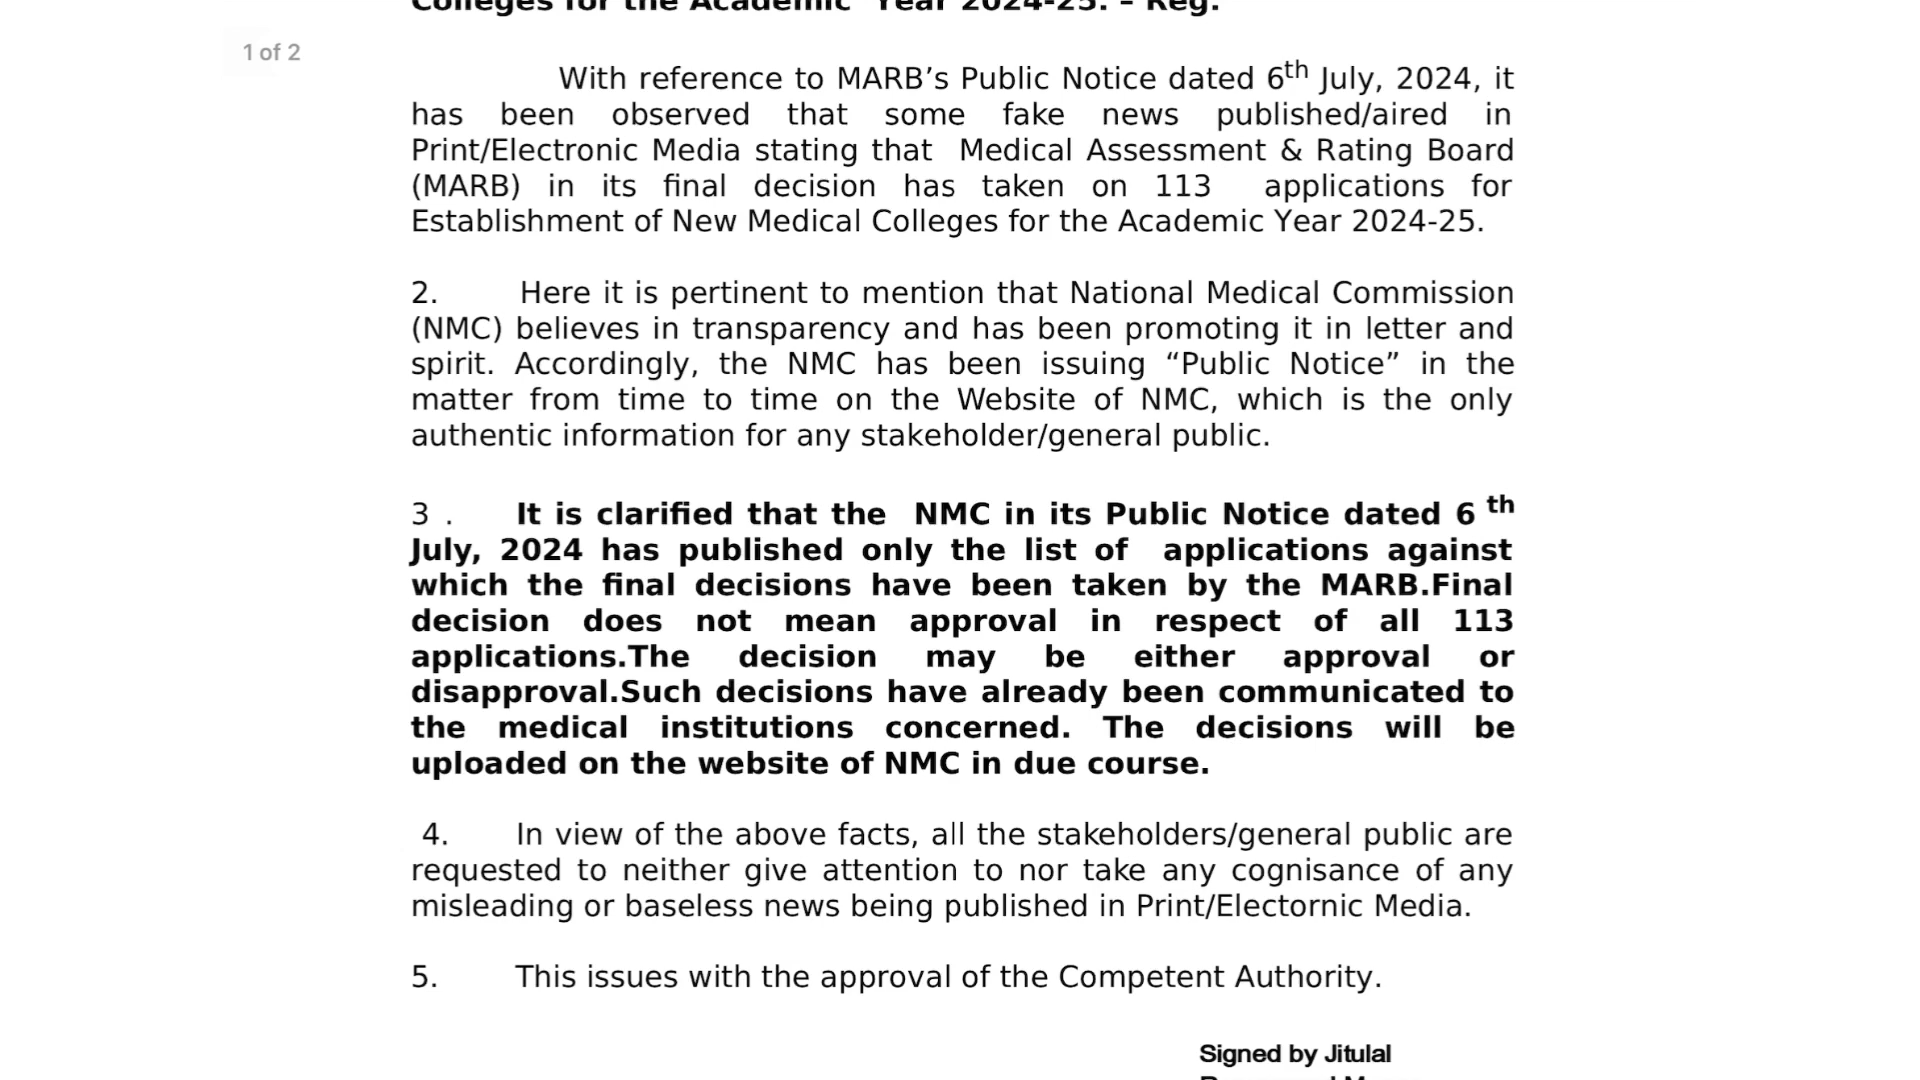 Colleges for the Academic Year 2024-25. – Reg.
1 of 2
With reference to MARB’s Public Notice dated 6th July, 2024, it
has been observed that some fake news published/aired in
Print/Electronic Media stating that Medical Assessment & Rating Board
(MARB) in its final decision has taken on 113 applications for
Establishment of New Medical Colleges for the Academic Year 2024-25.
2. Here it is pertinent to mention that National Medical Commission
(NMC) believes in transparency and has been promoting it in letter and
spirit. Accordingly, the NMC has been issuing “Public Notice” in the
matter from time to time on the Website of NMC, which is the only
authentic information for any stakeholder/general public.
3 . It is clarified that the NMC in its Public Notice dated 6 th
July, 2024 has published only the list of applications against
which the final decisions have been taken by the MARB.Final
decision does not mean approval in respect of all 113
applications.The decision may be either approval or
disapproval.Such decisions have already been communicated to
the medical institutions concerned. The decisions will be
uploaded on the website of NMC in due course.
4. In view of the above facts, all the stakeholders/general public are
requested to neither give attention to nor take any cognisance of any
misleading or baseless news being published in Print/Electornic Media.
5. This issues with the approval of the Competent Authority.
Signed by Jitulal